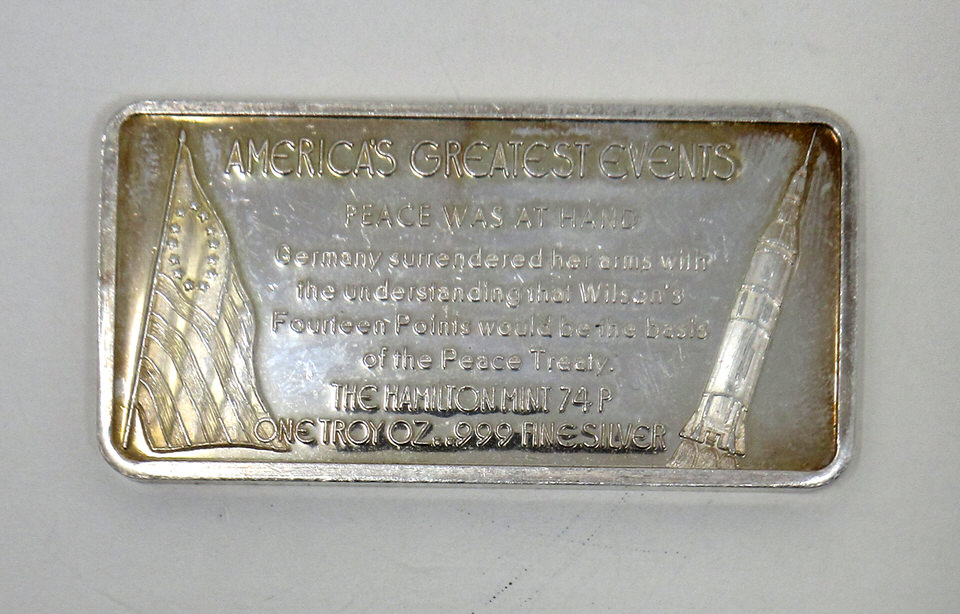 AMERICA'S GREATEST EVENTS
PEACE WAS AT HAND
Germany surrendered her arms with
the understanding that Wilson's
Fourteen Points would be the basis
of the Peace Treaty.
THE HAMILTON MINT 74 P
ONE TROY OZ. .999 FINE SILVER